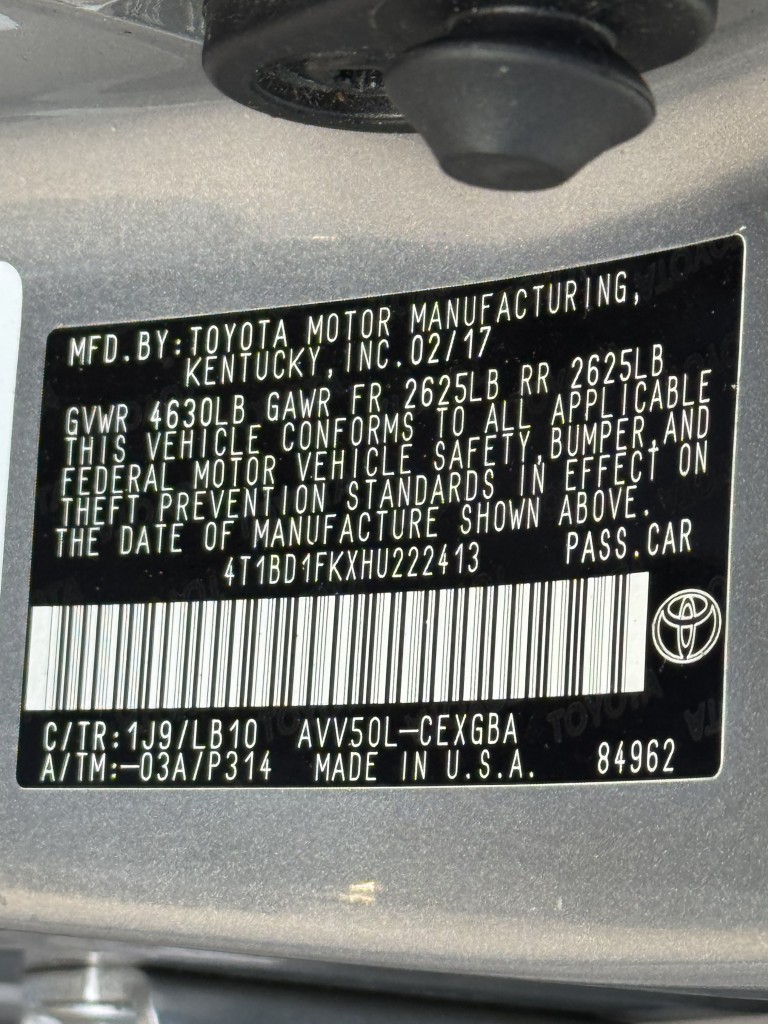 MFD.BY:TOYOTA MOTOR MANUFACTURING,
KENTUCKY,INC.02/17
GVWR 4630LB GAWR FR 2625LB RR 2625LB
THIS VEHICLE CONFORMS TO ALL APPLICABLE
FEDERAL MOTOR VEHICLE SAFETY,BUMPER,AND
THEFT PREVENTION STANDARDS IN EFFECT ON
THE DATE OF MANUFACTURE SHOWN ABOVE.
4T1BD1FKXHU222413 PASS.CAR
C/TR:1J9/LB10 AVV50L-CEXGBA
A/TM:-03A/P314 MADE IN U.S.A. 84962